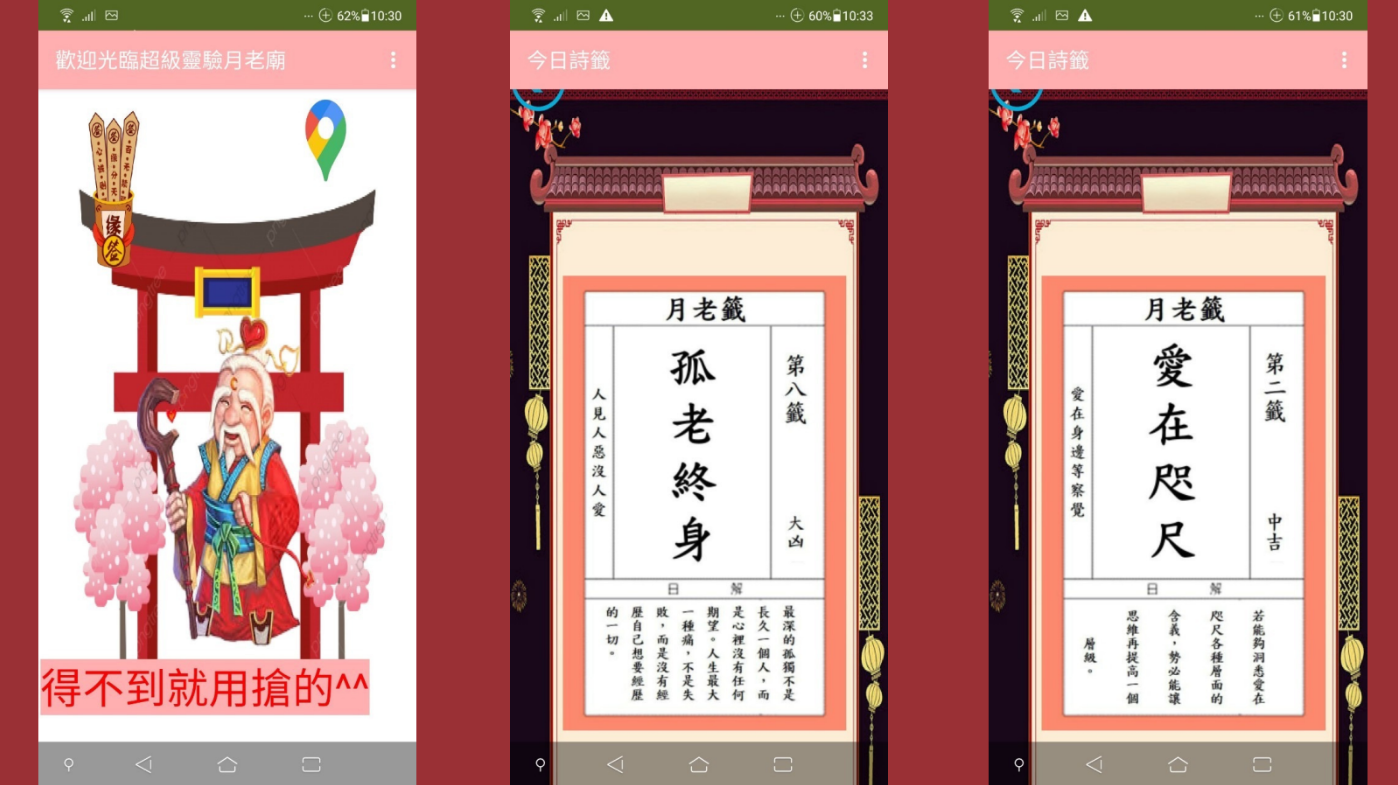 62% 10:30
歡迎光臨超級靈驗月老廟
緣
签
得不到就用搶的^^
60% 10:33
今日詩籤
月老籤
第八籤
大凶
孤老終身
人見人惡沒人愛
解
曰
最深的孤獨不是
長久一個人，而
是心裡沒有任何
期望。人生最大
一種痛，不是失
敗，而是沒有經
歷自己想要經歷
的一切。
61% 10:30
今日詩籤
月老籤
第二籤
中吉
愛在咫尺
愛在身邊等察覺
解
曰
若能夠洞悉愛在
咫尺各種層面的
含義，勢必能讓
思維再提高一個
層級。